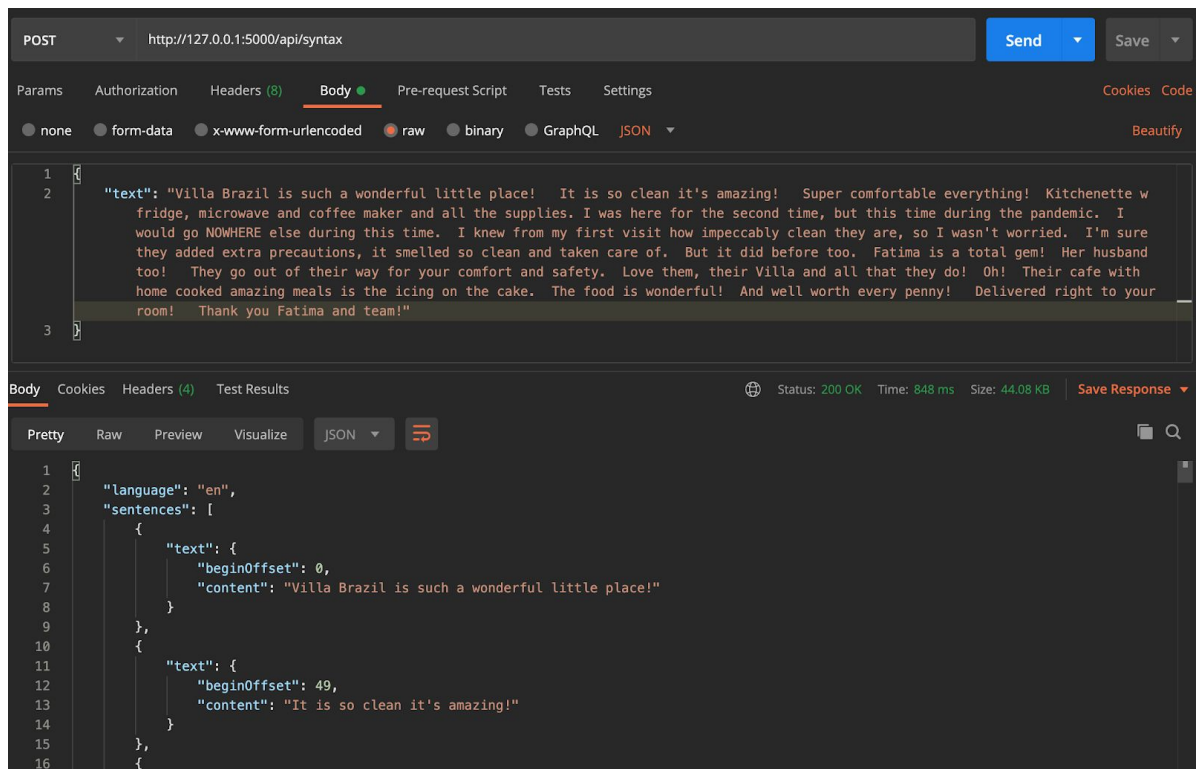 POST http://127.0.0.1:5000/api/syntax Send Save
Params Authorization Headers (8) Body Pre-request Script Tests Settings Cookies Code
none form-data x-www-form-urlencoded raw binary GraphQL JSON Beautify
1 {
2 "text": "Villa Brazil is such a wonderful little place!   It is so clean it's amazing!   Super comfortable everything!  Kitchenette w
fridge, microwave and coffee maker and all the supplies. I was here for the second time, but this time during the pandemic.  I
would go NOWHERE else during this time.  I knew from my first visit how impeccably clean they are, so I wasn't worried.  I'm sure
they added extra precautions, it smelled so clean and taken care of.  But it did before too.  Fatima is a total gem!  Her husband
too!   They go out of their way for your comfort and safety.  Love them, their Villa and all that they do!  Oh!  Their cafe with
home cooked amazing meals is the icing on the cake.  The food is wonderful!  And well worth every penny!   Delivered right to your
room!   Thank you Fatima and team!"
3 }
Body Cookies Headers (4) Test Results Status: 200 OK Time: 848 ms Size: 44.08 KB Save Response
Pretty Raw Preview Visualize JSON
1 {
2 "language": "en",
3 "sentences": [
4 {
5 "text": {
6 "beginOffset": 0,
7 "content": "Villa Brazil is such a wonderful little place!"
8 }
9 },
10 {
11 "text": {
12 "beginOffset": 49,
13 "content": "It is so clean it's amazing!"
14 }
15 },
16 {